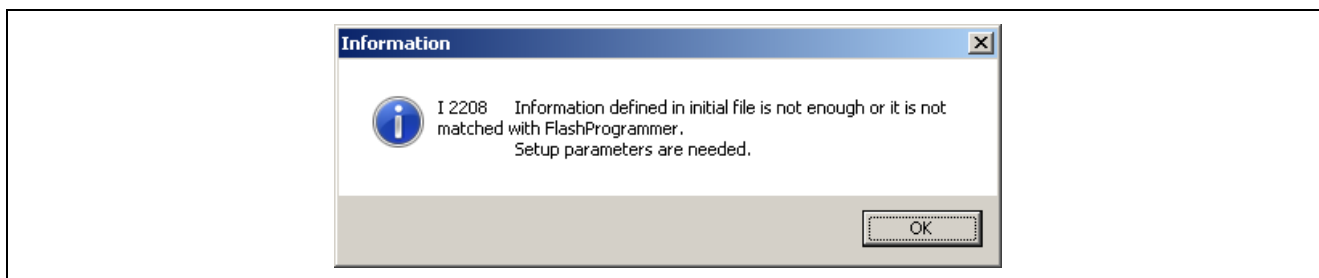 Information
I 2208 Information defined in initial file is not enough or it is not
matched with FlashProgrammer.
Setup parameters are needed.
OK